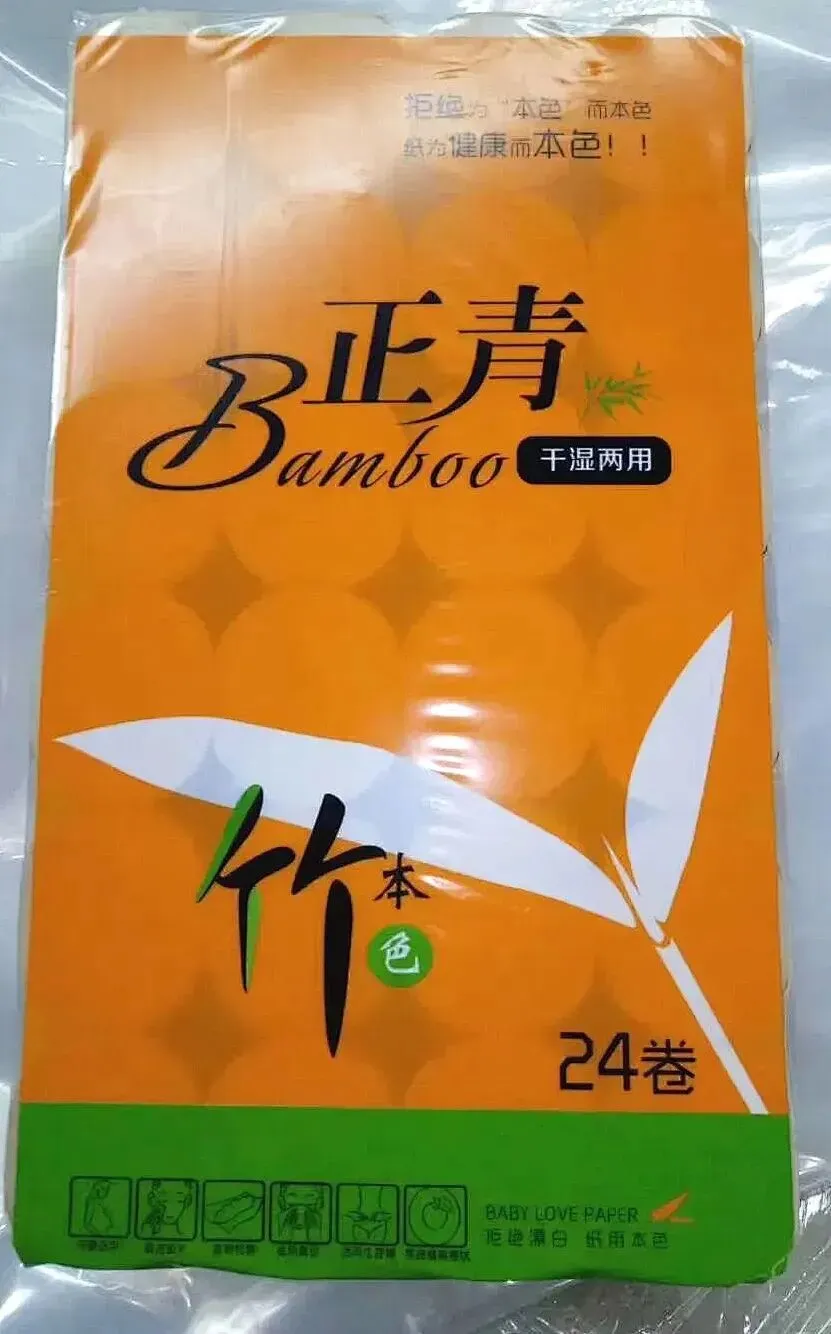 拒绝为"本色"而本色
纸为健康而本色！！
正青
Bamboo 干湿两用
竹本色
24卷
BABY LOVE PAPER
拒绝漂白 纸用本色